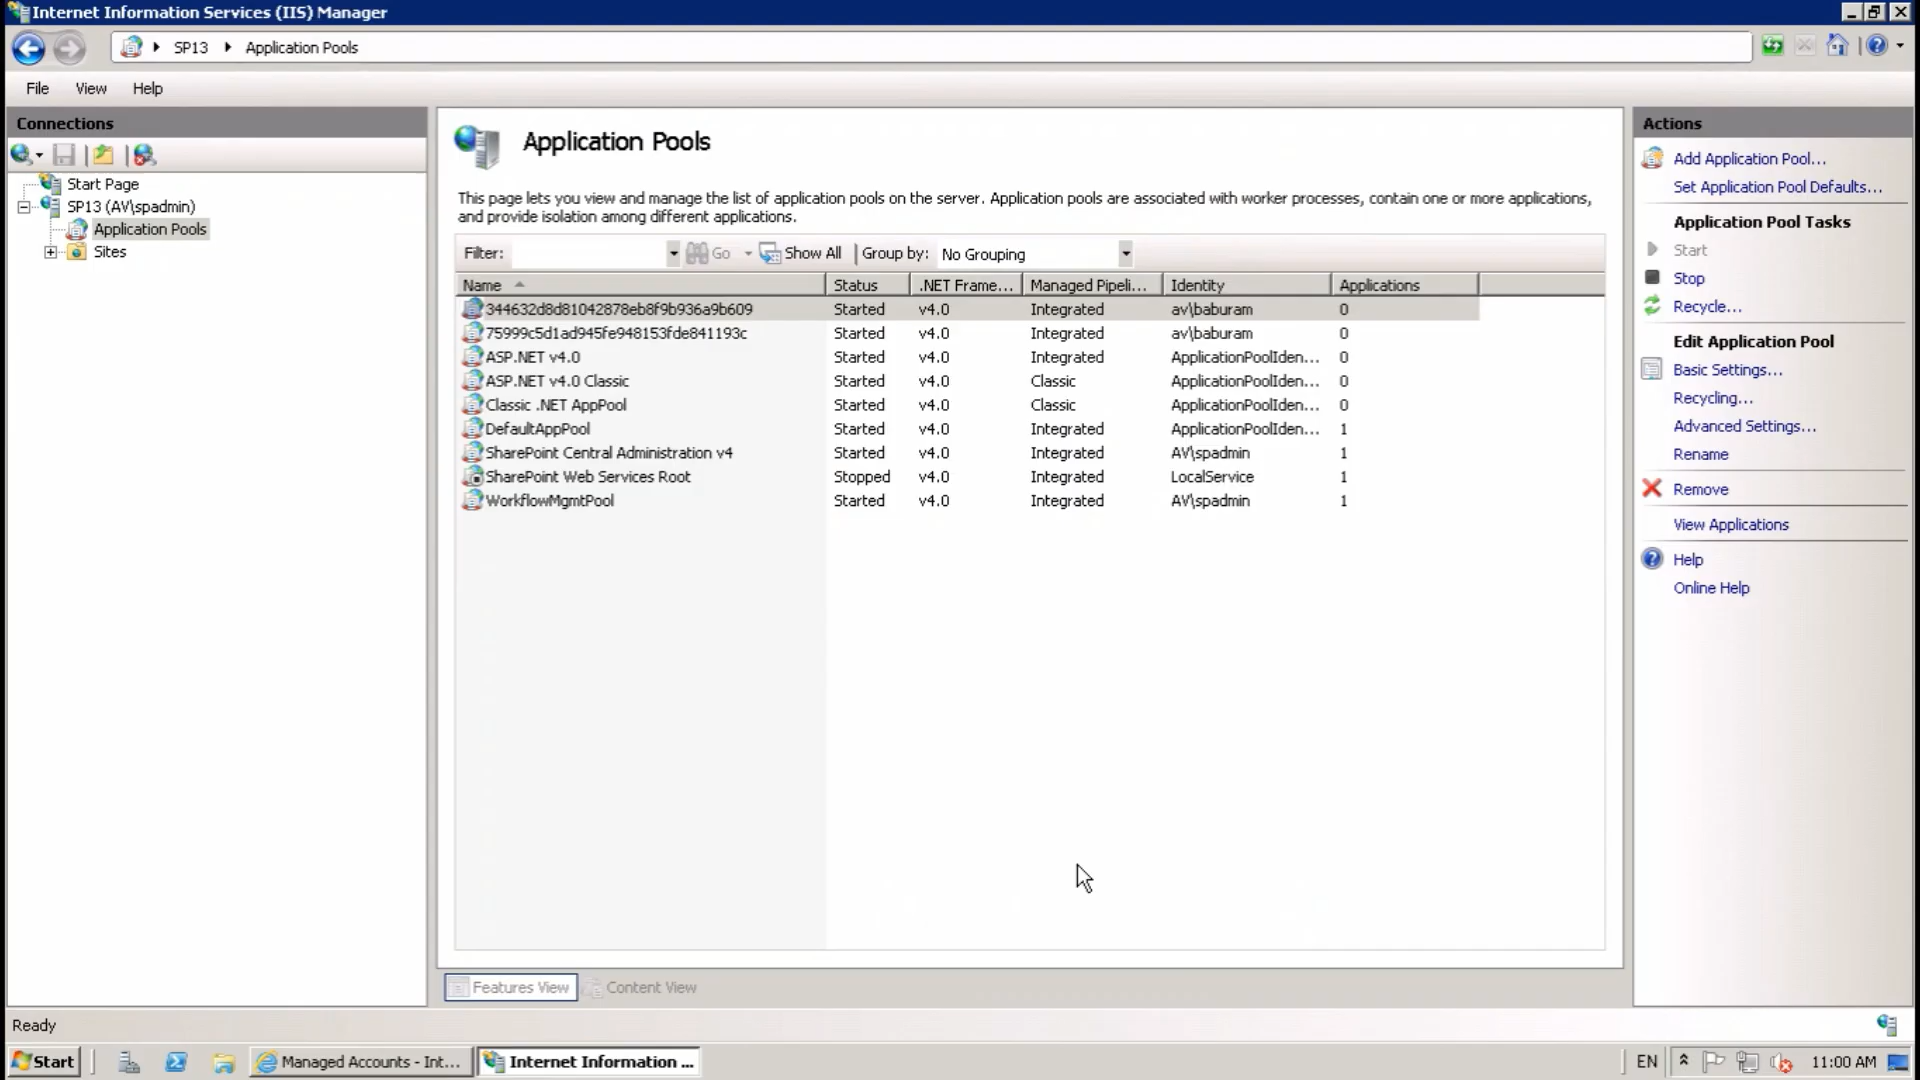 Internet Information Services (IIS) Manager
SP13 Application Pools
File View Help
Connections
Start Page
SP13 (AV\spadmin)
Application Pools
Sites
Application Pools
This page lets you view and manage the list of application pools on the server. Application pools are associated with worker processes, contain one or more applications,
and provide isolation among different applications.
Filter: Go Show All Group by: No Grouping
Name Status .NET Frame... Managed Pipeli... Identity Applications
344632d8d81042878eb8f9b936a9b609 Started v4.0 Integrated av\baburam 0
75999c5d1ad945fe948153fde841193c Started v4.0 Integrated av\baburam 0
ASP.NET v4.0 Started v4.0 Integrated ApplicationPoolIden... 0
ASP.NET v4.0 Classic Started v4.0 Classic ApplicationPoolIden... 0
Classic .NET AppPool Started v4.0 Classic ApplicationPoolIden... 0
DefaultAppPool Started v4.0 Integrated ApplicationPoolIden... 1
SharePoint Central Administration v4 Started v4.0 Integrated AV\spadmin 1
SharePoint Web Services Root Stopped v4.0 Integrated LocalService 1
WorkflowMgmtPool Started v4.0 Integrated AV\spadmin 1
Features View Content View
Actions
Add Application Pool...
Set Application Pool Defaults...
Application Pool Tasks
Start
Stop
Recycle...
Edit Application Pool
Basic Settings...
Recycling...
Advanced Settings...
Rename
Remove
View Applications
Help
Online Help
Ready
Start Managed Accounts - Int... Internet Information ... EN 11:00 AM